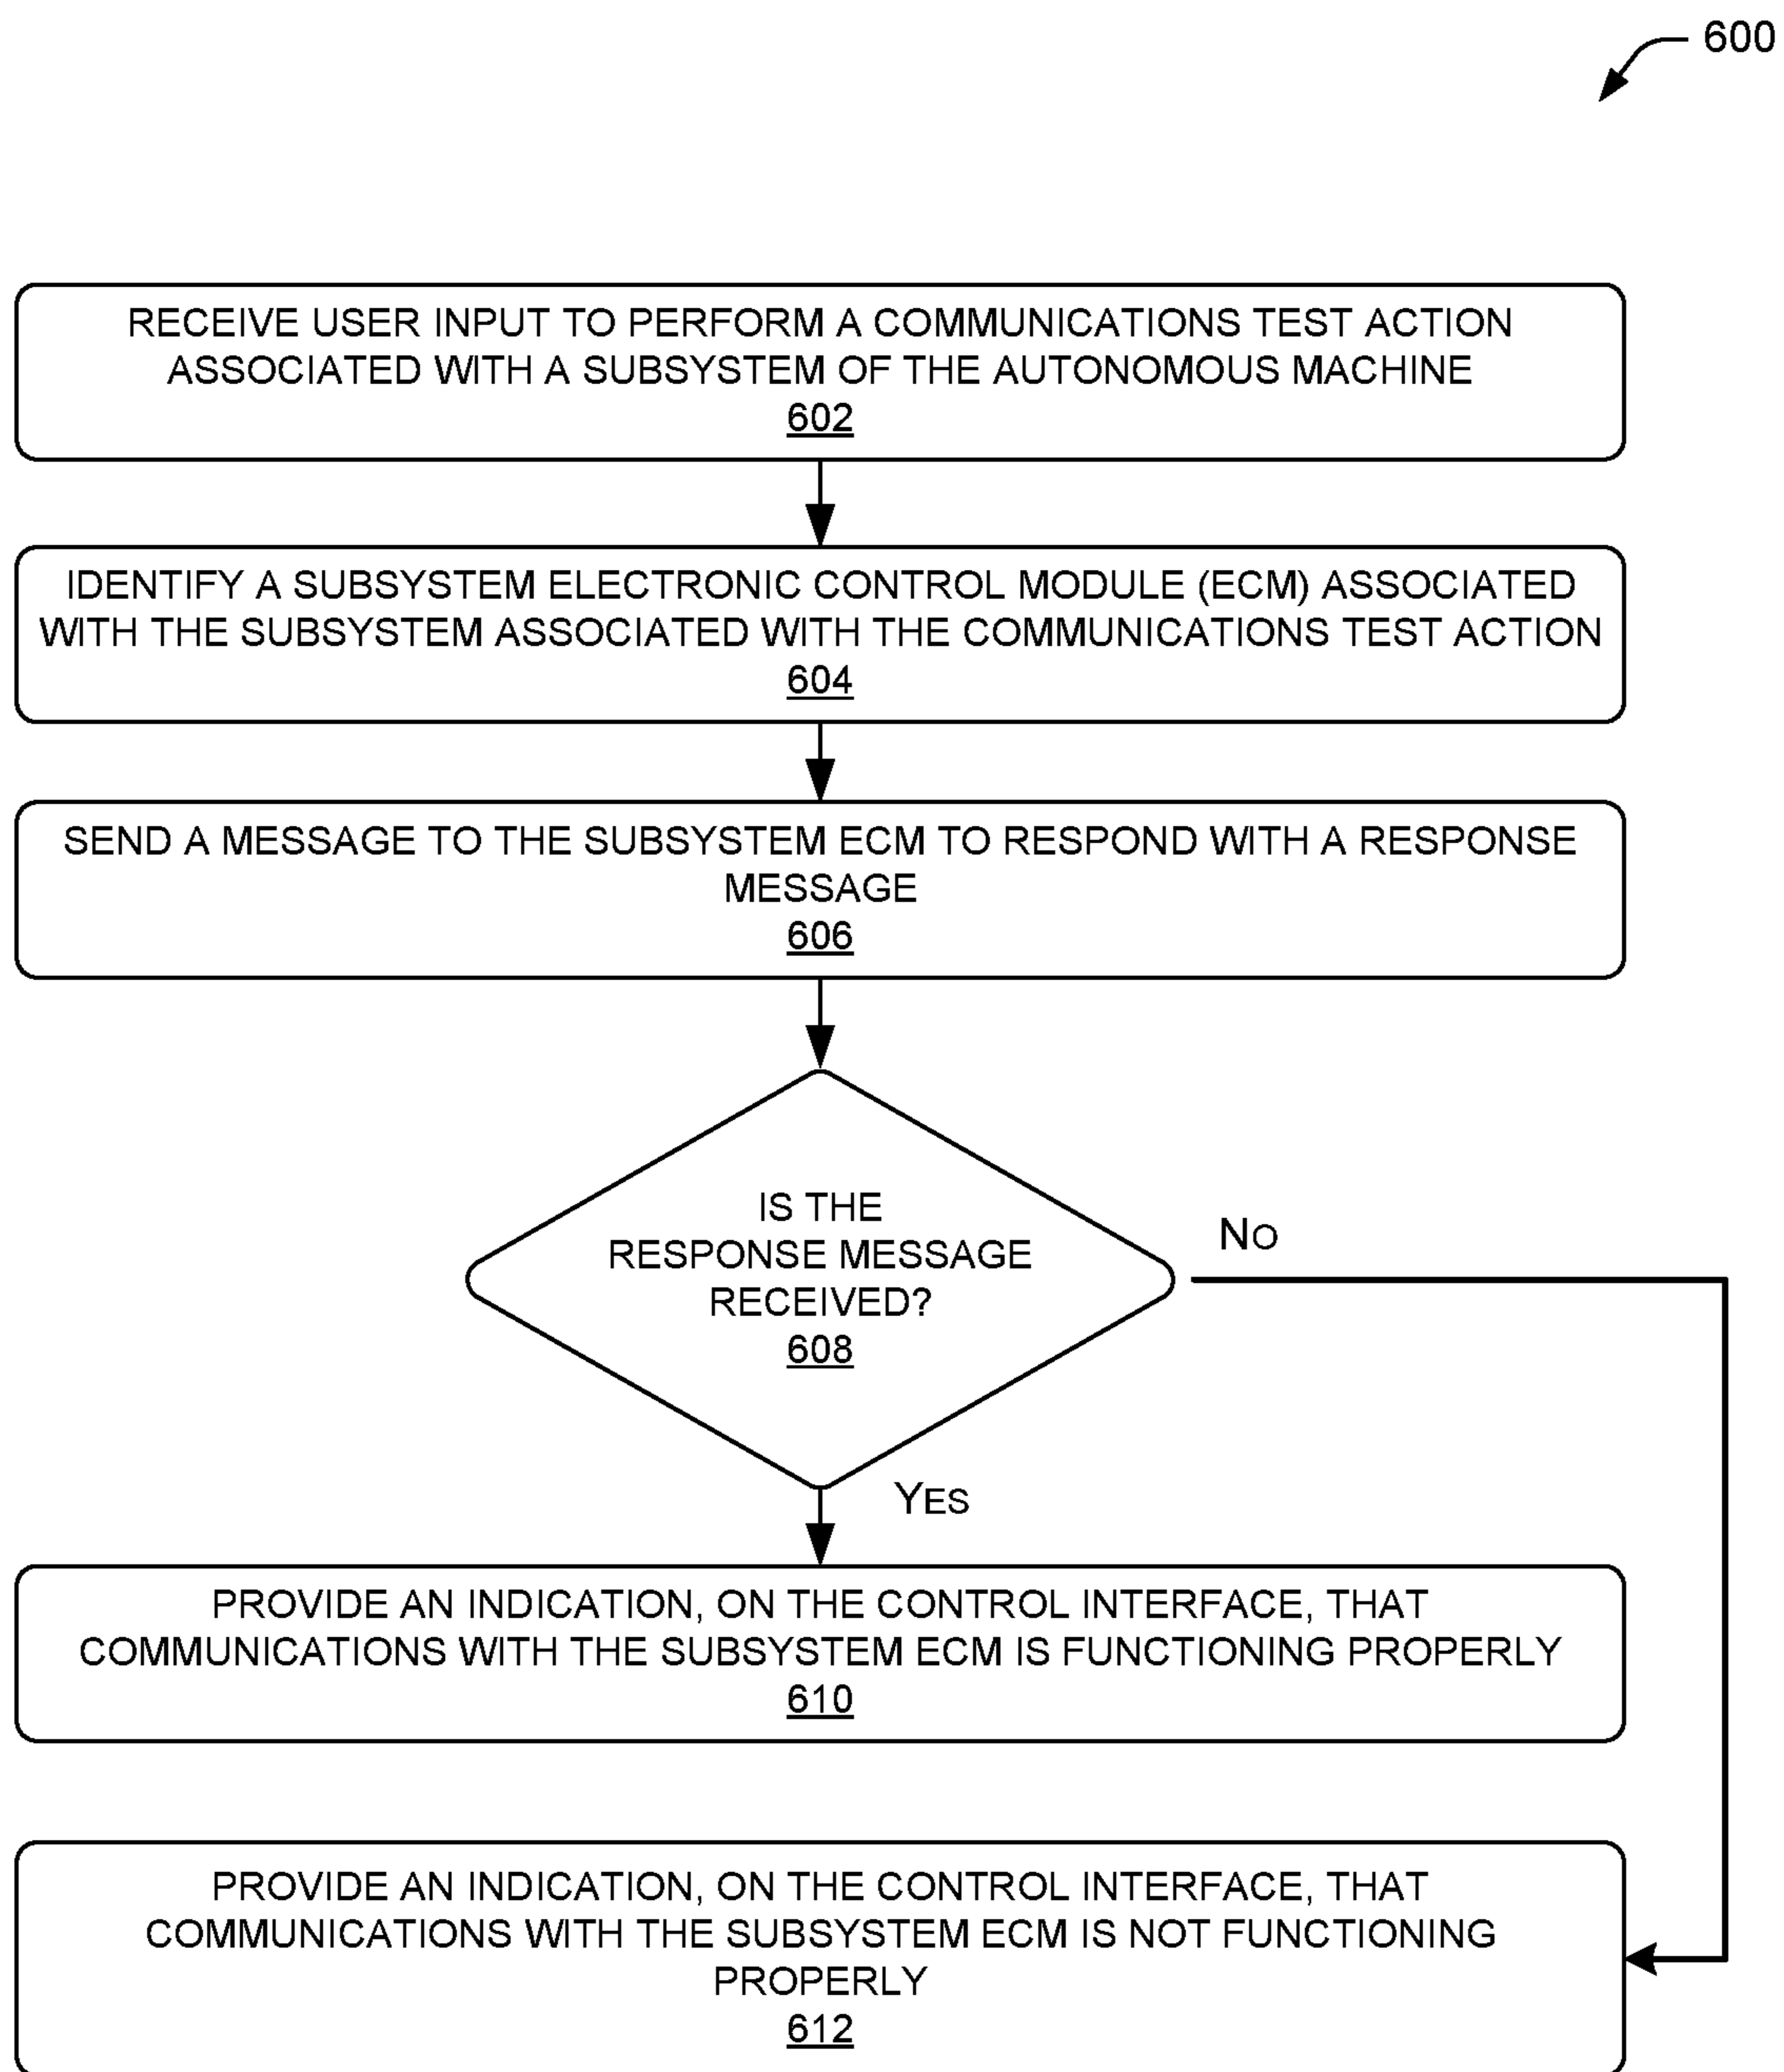 600
RECEIVE USER INPUT TO PERFORM A COMMUNICATIONS TEST ACTION
ASSOCIATED WITH A SUBSYSTEM OF THE AUTONOMOUS MACHINE
602
IDENTIFY A SUBSYSTEM ELECTRONIC CONTROL MODULE (ECM) ASSOCIATED
WITH THE SUBSYSTEM ASSOCIATED WITH THE COMMUNICATIONS TEST ACTION
604
SEND A MESSAGE TO THE SUBSYSTEM ECM TO RESPOND WITH A RESPONSE
MESSAGE
606
IS THE
RESPONSE MESSAGE
RECEIVED?
608
NO
YES
PROVIDE AN INDICATION, ON THE CONTROL INTERFACE, THAT
COMMUNICATIONS WITH THE SUBSYSTEM ECM IS FUNCTIONING PROPERLY
610
PROVIDE AN INDICATION, ON THE CONTROL INTERFACE, THAT
COMMUNICATIONS WITH THE SUBSYSTEM ECM IS NOT FUNCTIONING
PROPERLY
612